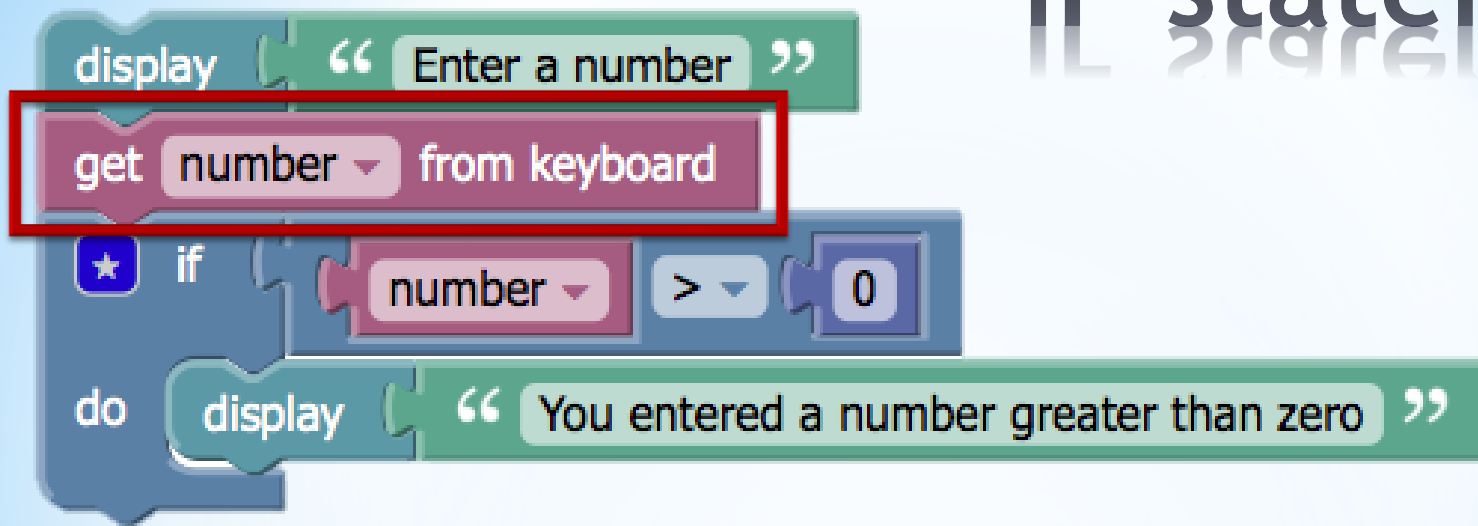 display “ Enter a number ”
get number from keyboard
if number > 0
do display “ You entered a number greater than zero ”